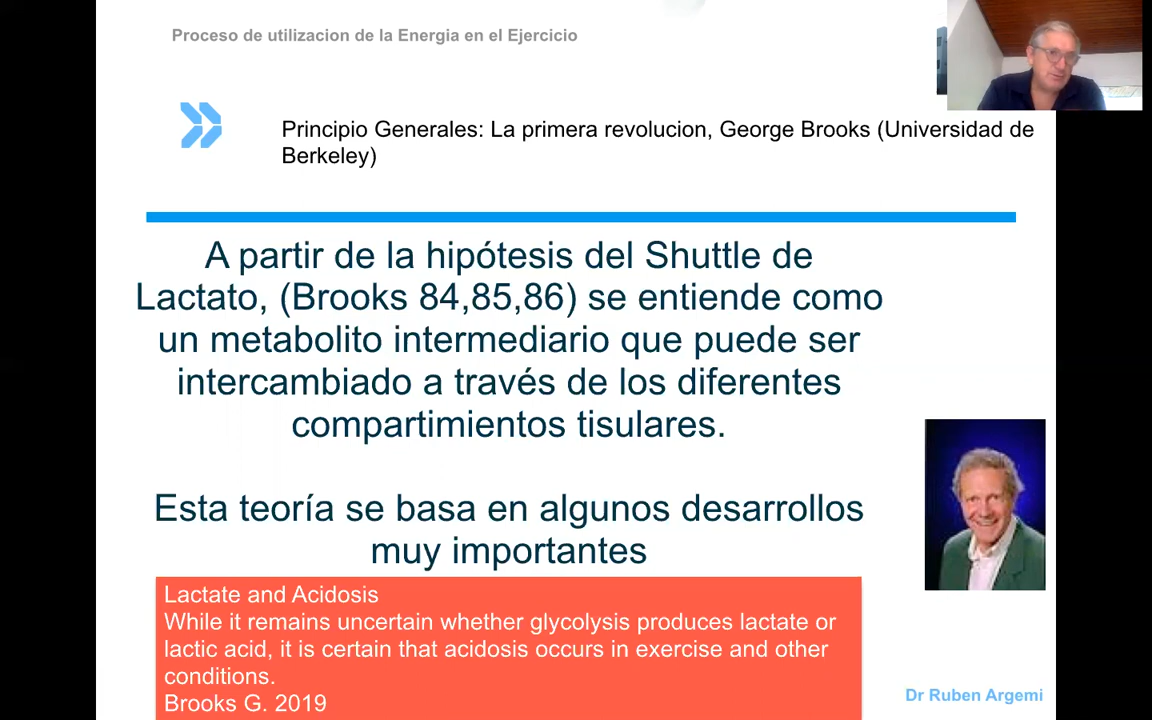 Proceso de utilizacion de la Energia en el Ejercicio
Principio Generales: La primera revolucion, George Brooks (Universidad de
Berkeley)
A partir de la hipótesis del Shuttle de
Lactato, (Brooks 84,85,86) se entiende como
un metabolito intermediario que puede ser
intercambiado a través de los diferentes
compartimientos tisulares.
Esta teoría se basa en algunos desarrollos
muy importantes
Lactate and Acidosis
While it remains uncertain whether glycolysis produces lactate or
lactic acid, it is certain that acidosis occurs in exercise and other
conditions.
Brooks G. 2019
Dr Ruben Argemi